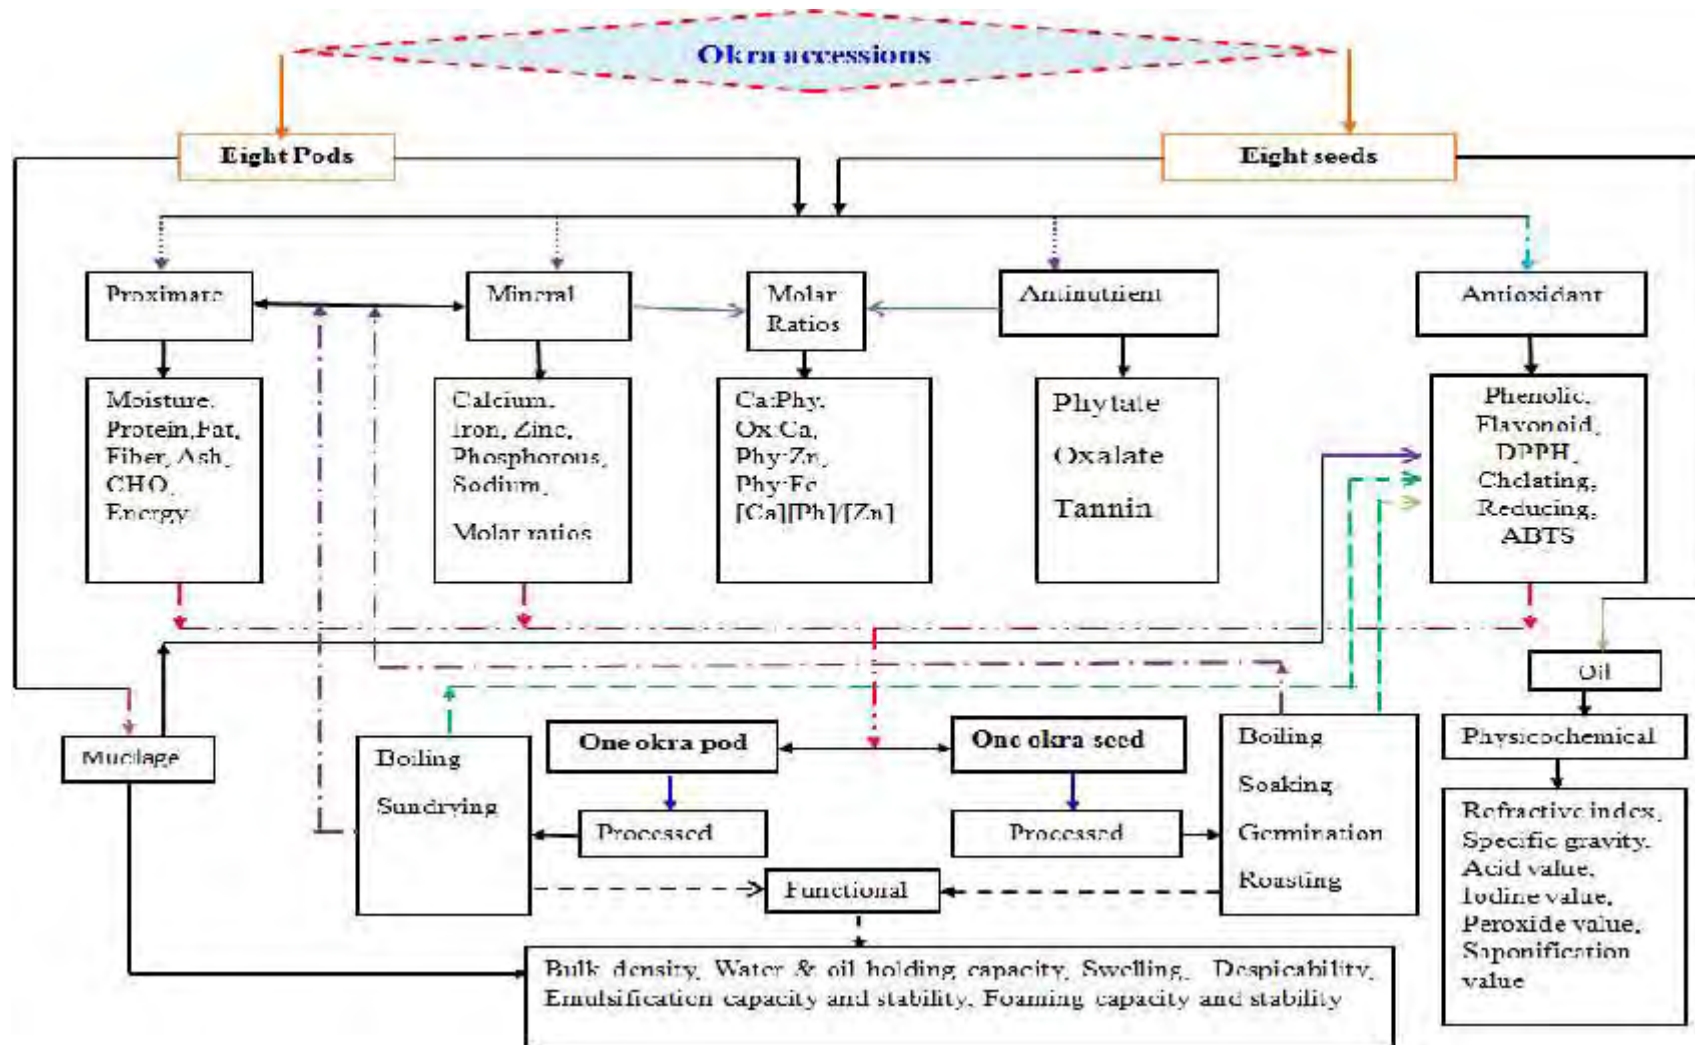 Okra accessions
Eight Pods
Eight seeds
Proximate
Mineral
Molar
Ratios
Antinutrient
Antioxidant
Moisture,
Protein,Fat,
Fiber, Ash,
CHO,
Energy
Calcium,
Iron, Zinc,
Phosphorous,
Sodium,
Molar ratios
Ca:Phy,
Ox:Ca,
Phy:Zn,
Phy:Fe
[Ca][Ph]/[Zn]
Phytate
Oxalate
Tannin
Phenolic,
Flavonoid,
DPPH,
Chelating,
Reducing,
ABTS
Oil
Mucilage
Boiling
Sundrying
One okra pod
One okra seed
Processed
Processed
Boiling
Soaking
Germination
Roasting
Physicochemical
Functional
Refractive index,
Specific gravity,
Acid value,
Iodine value,
Peroxide value,
Saponification
value
Bulk density, Water & oil holding capacity, Swelling, Despicability,
Emulsification capacity and stability, Foaming capacity and stability